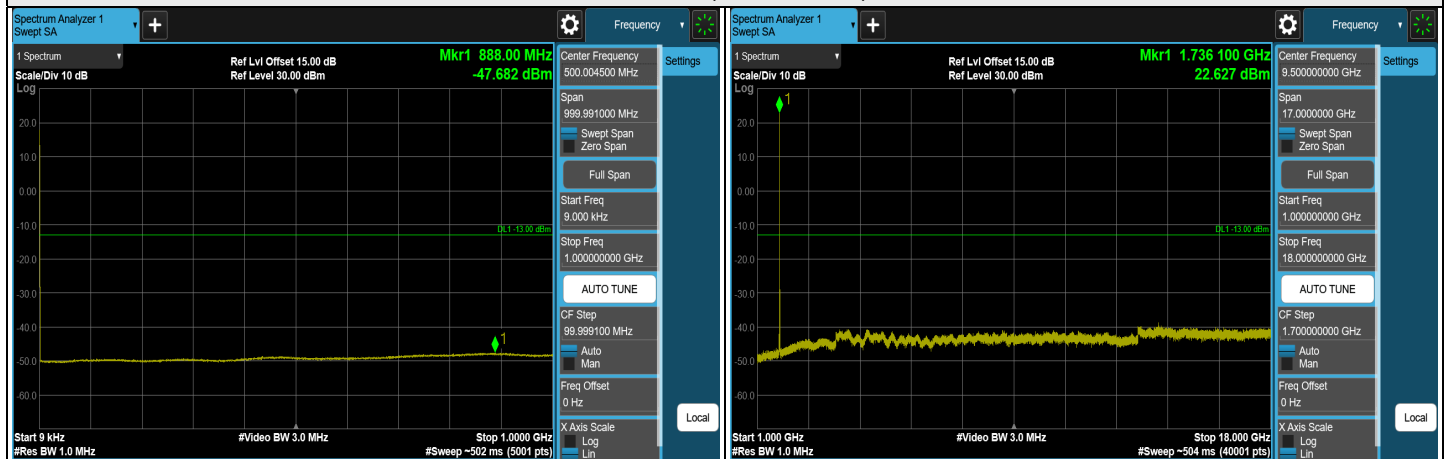 Spectrum Analyzer 1
Swept SA
+
Frequency
1 Spectrum
Scale/Div 10 dB
Log
Ref Lvl Offset 15.00 dB
Ref Level 30.00 dBm
Mkr1 888.00 MHz
-47.682 dBm
20.0
10.0
0.00
-10.0
-20.0
-30.0
-40.0
-50.0
-60.0
DL1 -13.00 dBm
1
Start 9 kHz
#Res BW 1.0 MHz
#Video BW 3.0 MHz
Stop 1.0000 GHz
#Sweep ~502 ms (5001 pts)
Center Frequency
500.004500 MHz
Span
999.991000 MHz
Swept Span
Zero Span
Full Span
Start Freq
9.000 kHz
Stop Freq
1.000000000 GHz
AUTO TUNE
CF Step
99.999100 MHz
Auto
Man
Freq Offset
0 Hz
X Axis Scale
Log
Lin
Settings
Local
Spectrum Analyzer 1
Swept SA
+
Frequency
1 Spectrum
Scale/Div 10 dB
Log
Ref Lvl Offset 15.00 dB
Ref Level 30.00 dBm
Mkr1 1.736 100 GHz
22.627 dBm
20.0
10.0
0.00
-10.0
-20.0
-30.0
-40.0
-50.0
-60.0
DL1 -13.00 dBm
1
Start 1.000 GHz
#Res BW 1.0 MHz
#Video BW 3.0 MHz
Stop 18.000 GHz
#Sweep ~504 ms (40001 pts)
Center Frequency
9.500000000 GHz
Span
17.0000000 GHz
Swept Span
Zero Span
Full Span
Start Freq
1.000000000 GHz
Stop Freq
18.000000000 GHz
AUTO TUNE
CF Step
1.700000000 GHz
Auto
Man
Freq Offset
0 Hz
X Axis Scale
Log
Lin
Settings
Local